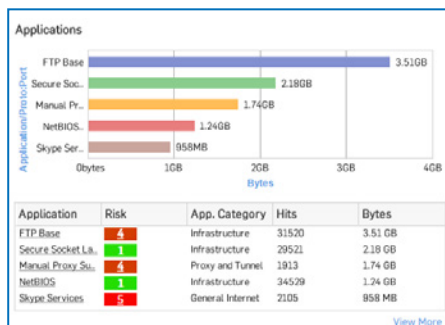 Applications
Application/Proto:Port
FTP Base 3.51GB
Secure Soc... 2.18GB
Manual Pr... 1.74GB
NetBIOS... 1.24GB
Skype Ser... 958MB
0bytes 1GB 2GB 3GB 4GB
Bytes
Application Risk App. Category Hits Bytes
FTP Base 4 Infrastructure 31520 3.51 GB
Secure Socket La... 1 Infrastructure 29521 2.18 GB
Manual Proxy Su... 4 Proxy and Tunnel 1913 1.74 GB
NetBIOS 1 Infrastructure 34529 1.24 GB
Skype Services 5 General Internet 2105 958 MB
View More